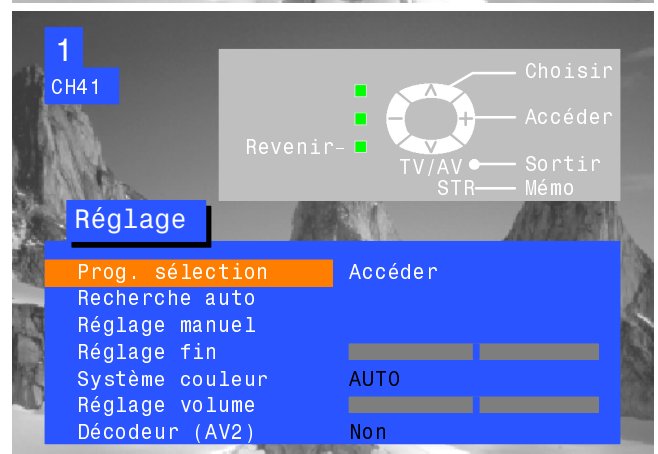 1
CH41
Choisir
Accéder
Revenir
TV/AV Sortir
STR Mémo
Réglage
Prog. sélection Accéder
Recherche auto
Réglage manuel
Réglage fin
Système couleur AUTO
Réglage volume
Décodeur (AV2) Non